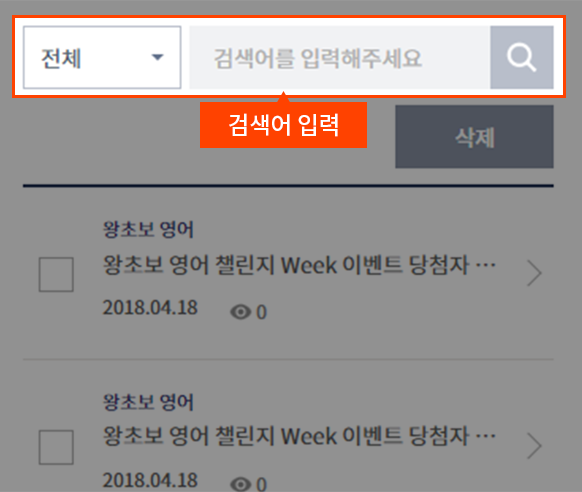 전체 검색어를 입력해주세요
검색어 입력
삭제
왕초보 영어
왕초보 영어 챌린지 Week 이벤트 당첨자 …
2018.04.18 0
왕초보 영어
왕초보 영어 챌린지 Week 이벤트 당첨자 …
2018.04.18 0